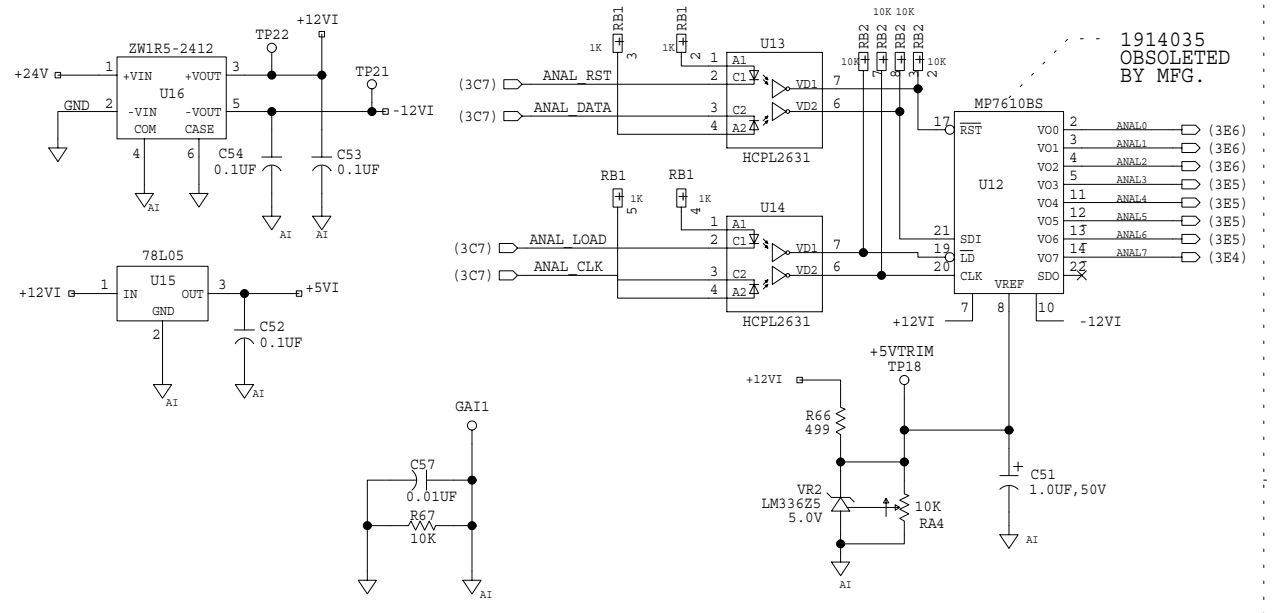 +12VI
TP22
ZW1R5-2412
+24V
1
+VIN
+VOUT
3
TP21
U16
GND
2
-VIN
-VOUT
5
-12VI
COM
CASE
4
6
C54
0.1UF
C53
0.1UF
AI
AI
AI
78L05
+12VI
1
IN
U15
OUT
3
+5VI
GND
2
C52
0.1UF
AI
AI
GAI1
C57
0.01UF
R67
10K
AI
RB1
1K
3
RB1
1K
2
U13
(3C7)
ANAL_RST
1
A1
2
C1
VD1
7
(3C7)
ANAL_DATA
3
C2
VD2
6
4
A2
HCPL2631
RB1
1K
5
RB1
1K
4
U14
(3C7)
ANAL_LOAD
1
A1
2
C1
VD1
7
(3C7)
ANAL_CLK
3
C2
VD2
6
4
A2
HCPL2631
10K 10K
RB2
RB2
RB2
RB2
10K
10K
7
7
8
3
2
1914035
OBSOLETED
BY MFG.
MP7610BS
17
RST
VO0
2
ANAL0
(3E6)
VO1
3
ANAL1
(3E6)
VO2
4
ANAL2
(3E6)
U12
VO3
5
ANAL3
(3E5)
VO4
11
ANAL4
(3E5)
VO5
12
ANAL5
(3E5)
21
SDI
VO6
13
ANAL6
(3E5)
19
LD
VO7
14
ANAL7
(3E4)
20
CLK
SDO
22
VREF
7
8
10
+12VI
-12VI
+5VTRIM
TP18
+12VI
R66
499
VR2
LM336Z5
5.0V
10K
RA4
C51
1.0UF,50V
AI
AI